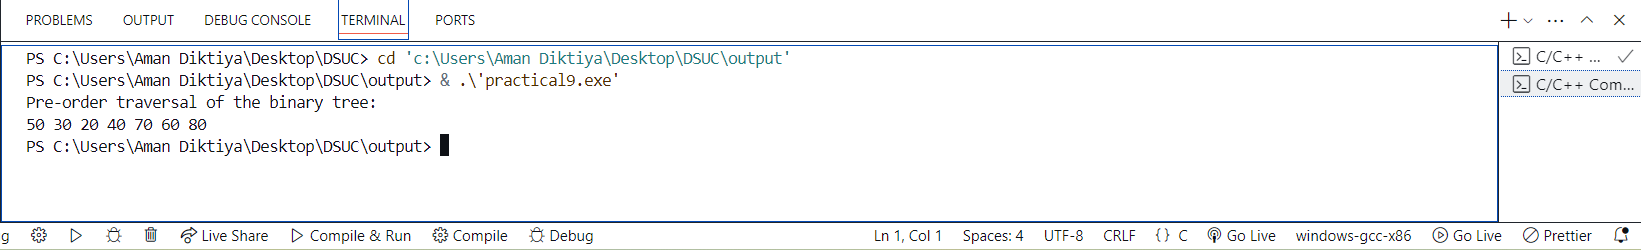 PROBLEMS OUTPUT DEBUG CONSOLE TERMINAL PORTS
PS C:\Users\Aman Diktiya\Desktop\DSUC> cd 'c:\Users\Aman Diktiya\Desktop\DSUC\output'
PS C:\Users\Aman Diktiya\Desktop\DSUC\output> & .\'practical9.exe'
Pre-order traversal of the binary tree:
50 30 20 40 70 60 80
PS C:\Users\Aman Diktiya\Desktop\DSUC\output>
C/C++ ...
C/C++ Com...
g Live Share Compile & Run Compile Debug Ln 1, Col 1 Spaces: 4 UTF-8 CRLF {} C Go Live windows-gcc-x86 Go Live Prettier